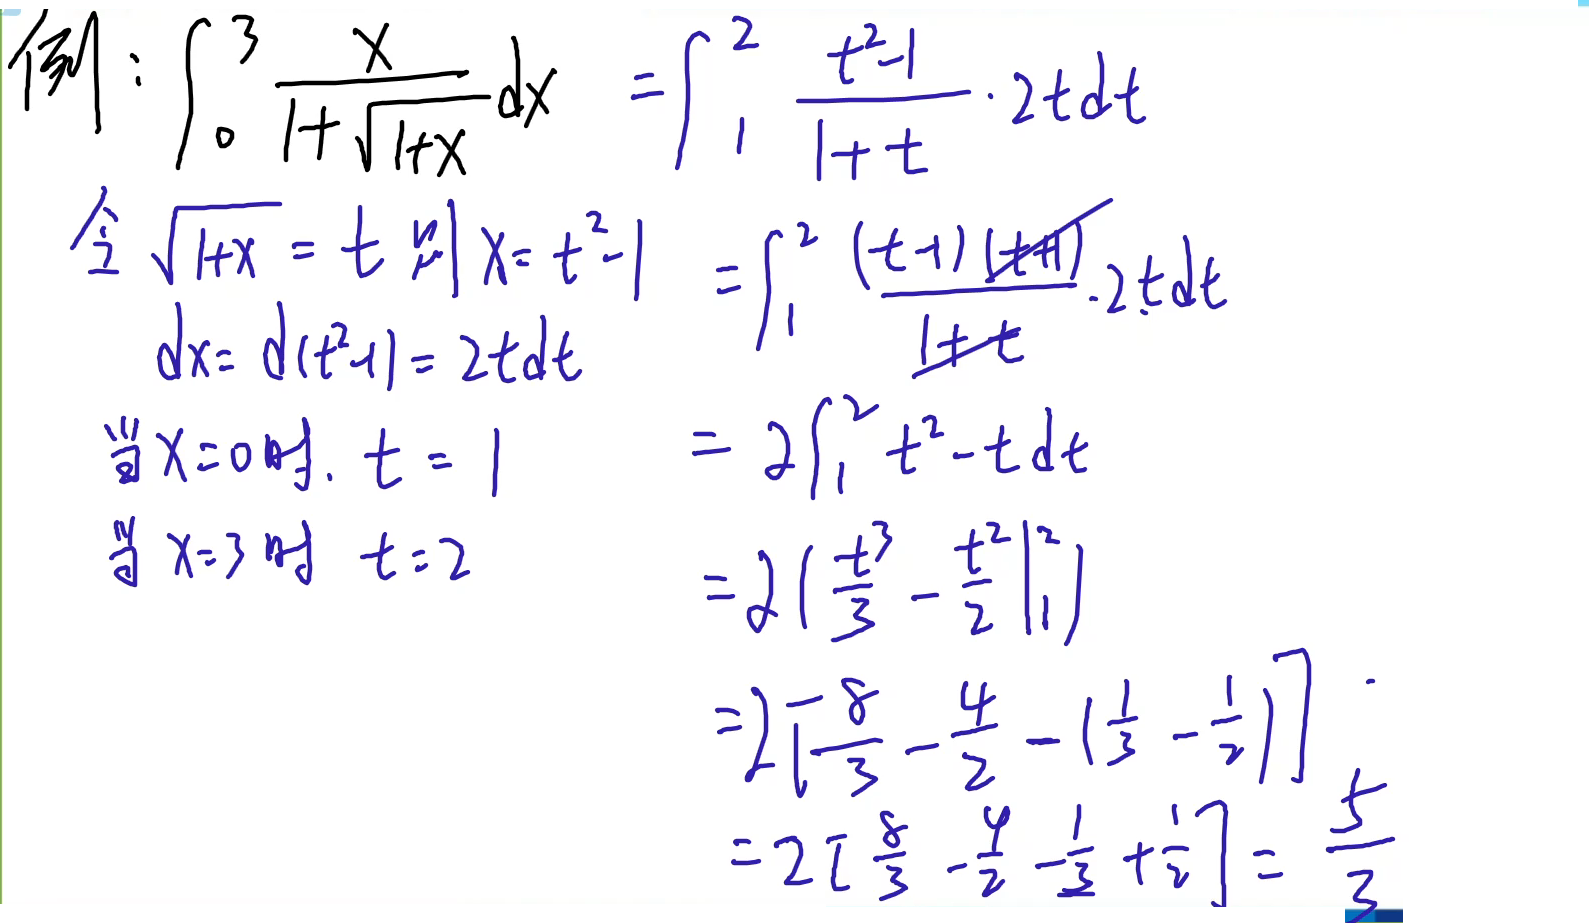 例: ∫₀³ x/(1+√(1+x)) dx = ∫₁² (t²-1)/(1+t) · 2tdt
令 √(1+x) = t 则 x = t²-1
dx = d(t²-1) = 2tdt
当 x=0时. t = 1
当 x=3时 t=2
= ∫₁² (t-1)(t+1)/(1+t) · 2tdt
= 2∫₁² t²-t dt
= 2(t³/3 - t²/2 |₁²)
= 2[8/3 - 4/2 - (1/3 - 1/2)]
= 2[8/3 - 4/2 - 1/3 + 1/2] = 5/3